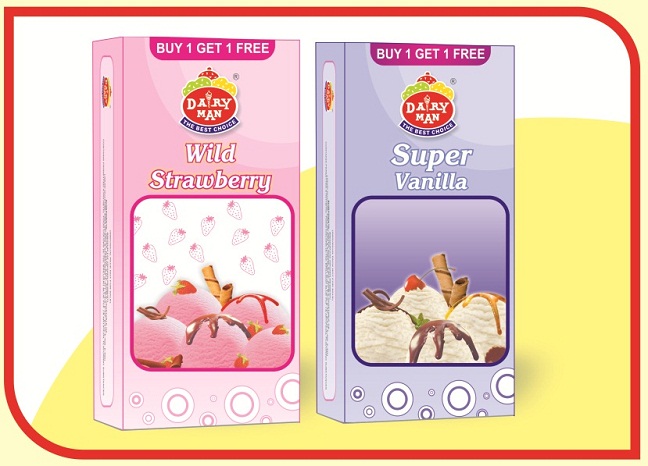 BUY 1 GET 1 FREE
®
DAIRY
MAN
THE BEST CHOICE
Wild
Strawberry
BUY 1 GET 1 FREE
®
DAIRY
MAN
THE BEST CHOICE
Super
Vanilla